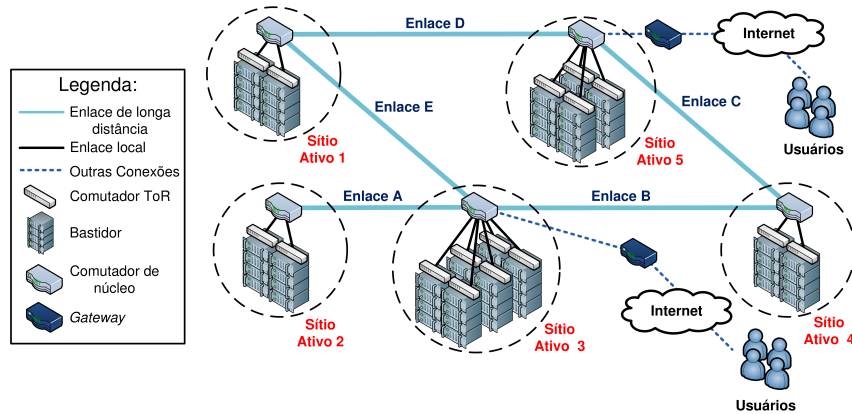 Legenda:
Enlace de longa
distância
Enlace local
Outras Conexões
Comutador ToR
Bastidor
Comutador de
núcleo
Gateway
Enlace D
Enlace E
Enlace C
Enlace A
Enlace B
Sítio
Ativo 1
Sítio
Ativo 5
Sítio
Ativo 2
Sítio
Ativo 3
Sítio
Ativo 4
Internet
Usuários
Internet
Usuários